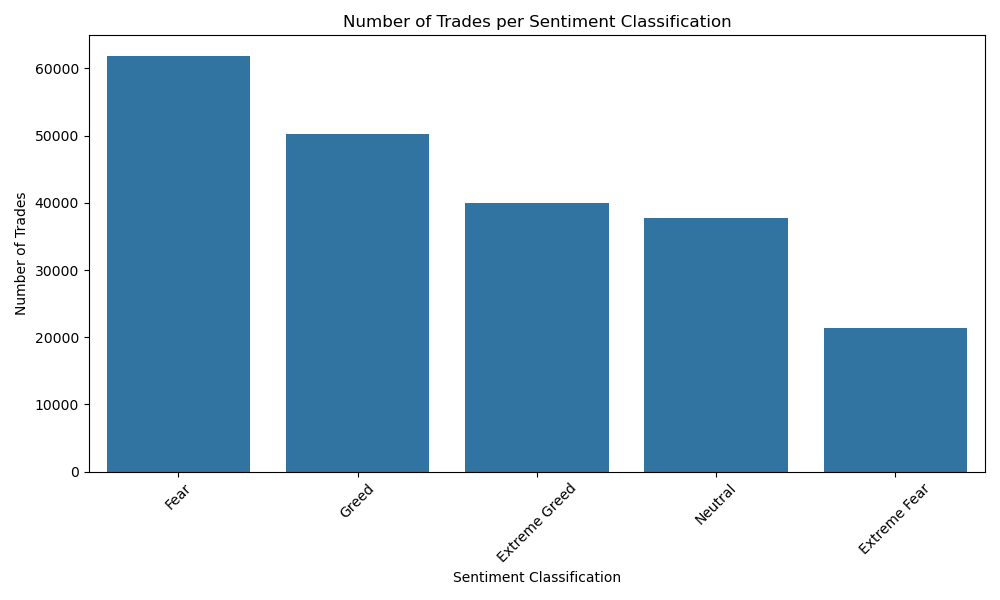 Number of Trades per Sentiment Classification
Number of Trades
60000
50000
40000
30000
20000
10000
0
Fear
Greed
Extreme Greed
Neutral
Extreme Fear
Sentiment Classification